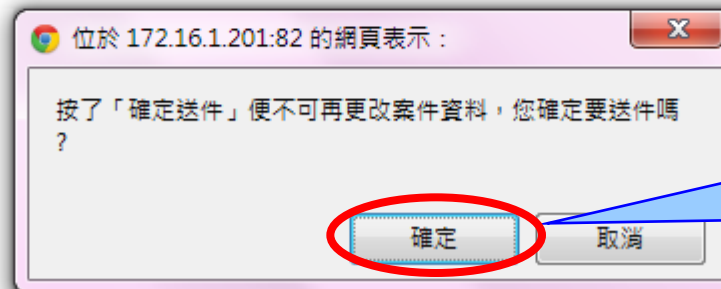 位於 172.16.1.201:82 的網頁表示：
按了「確定送件」便不可再更改案件資料，您確定要送件嗎
?
確定
取消